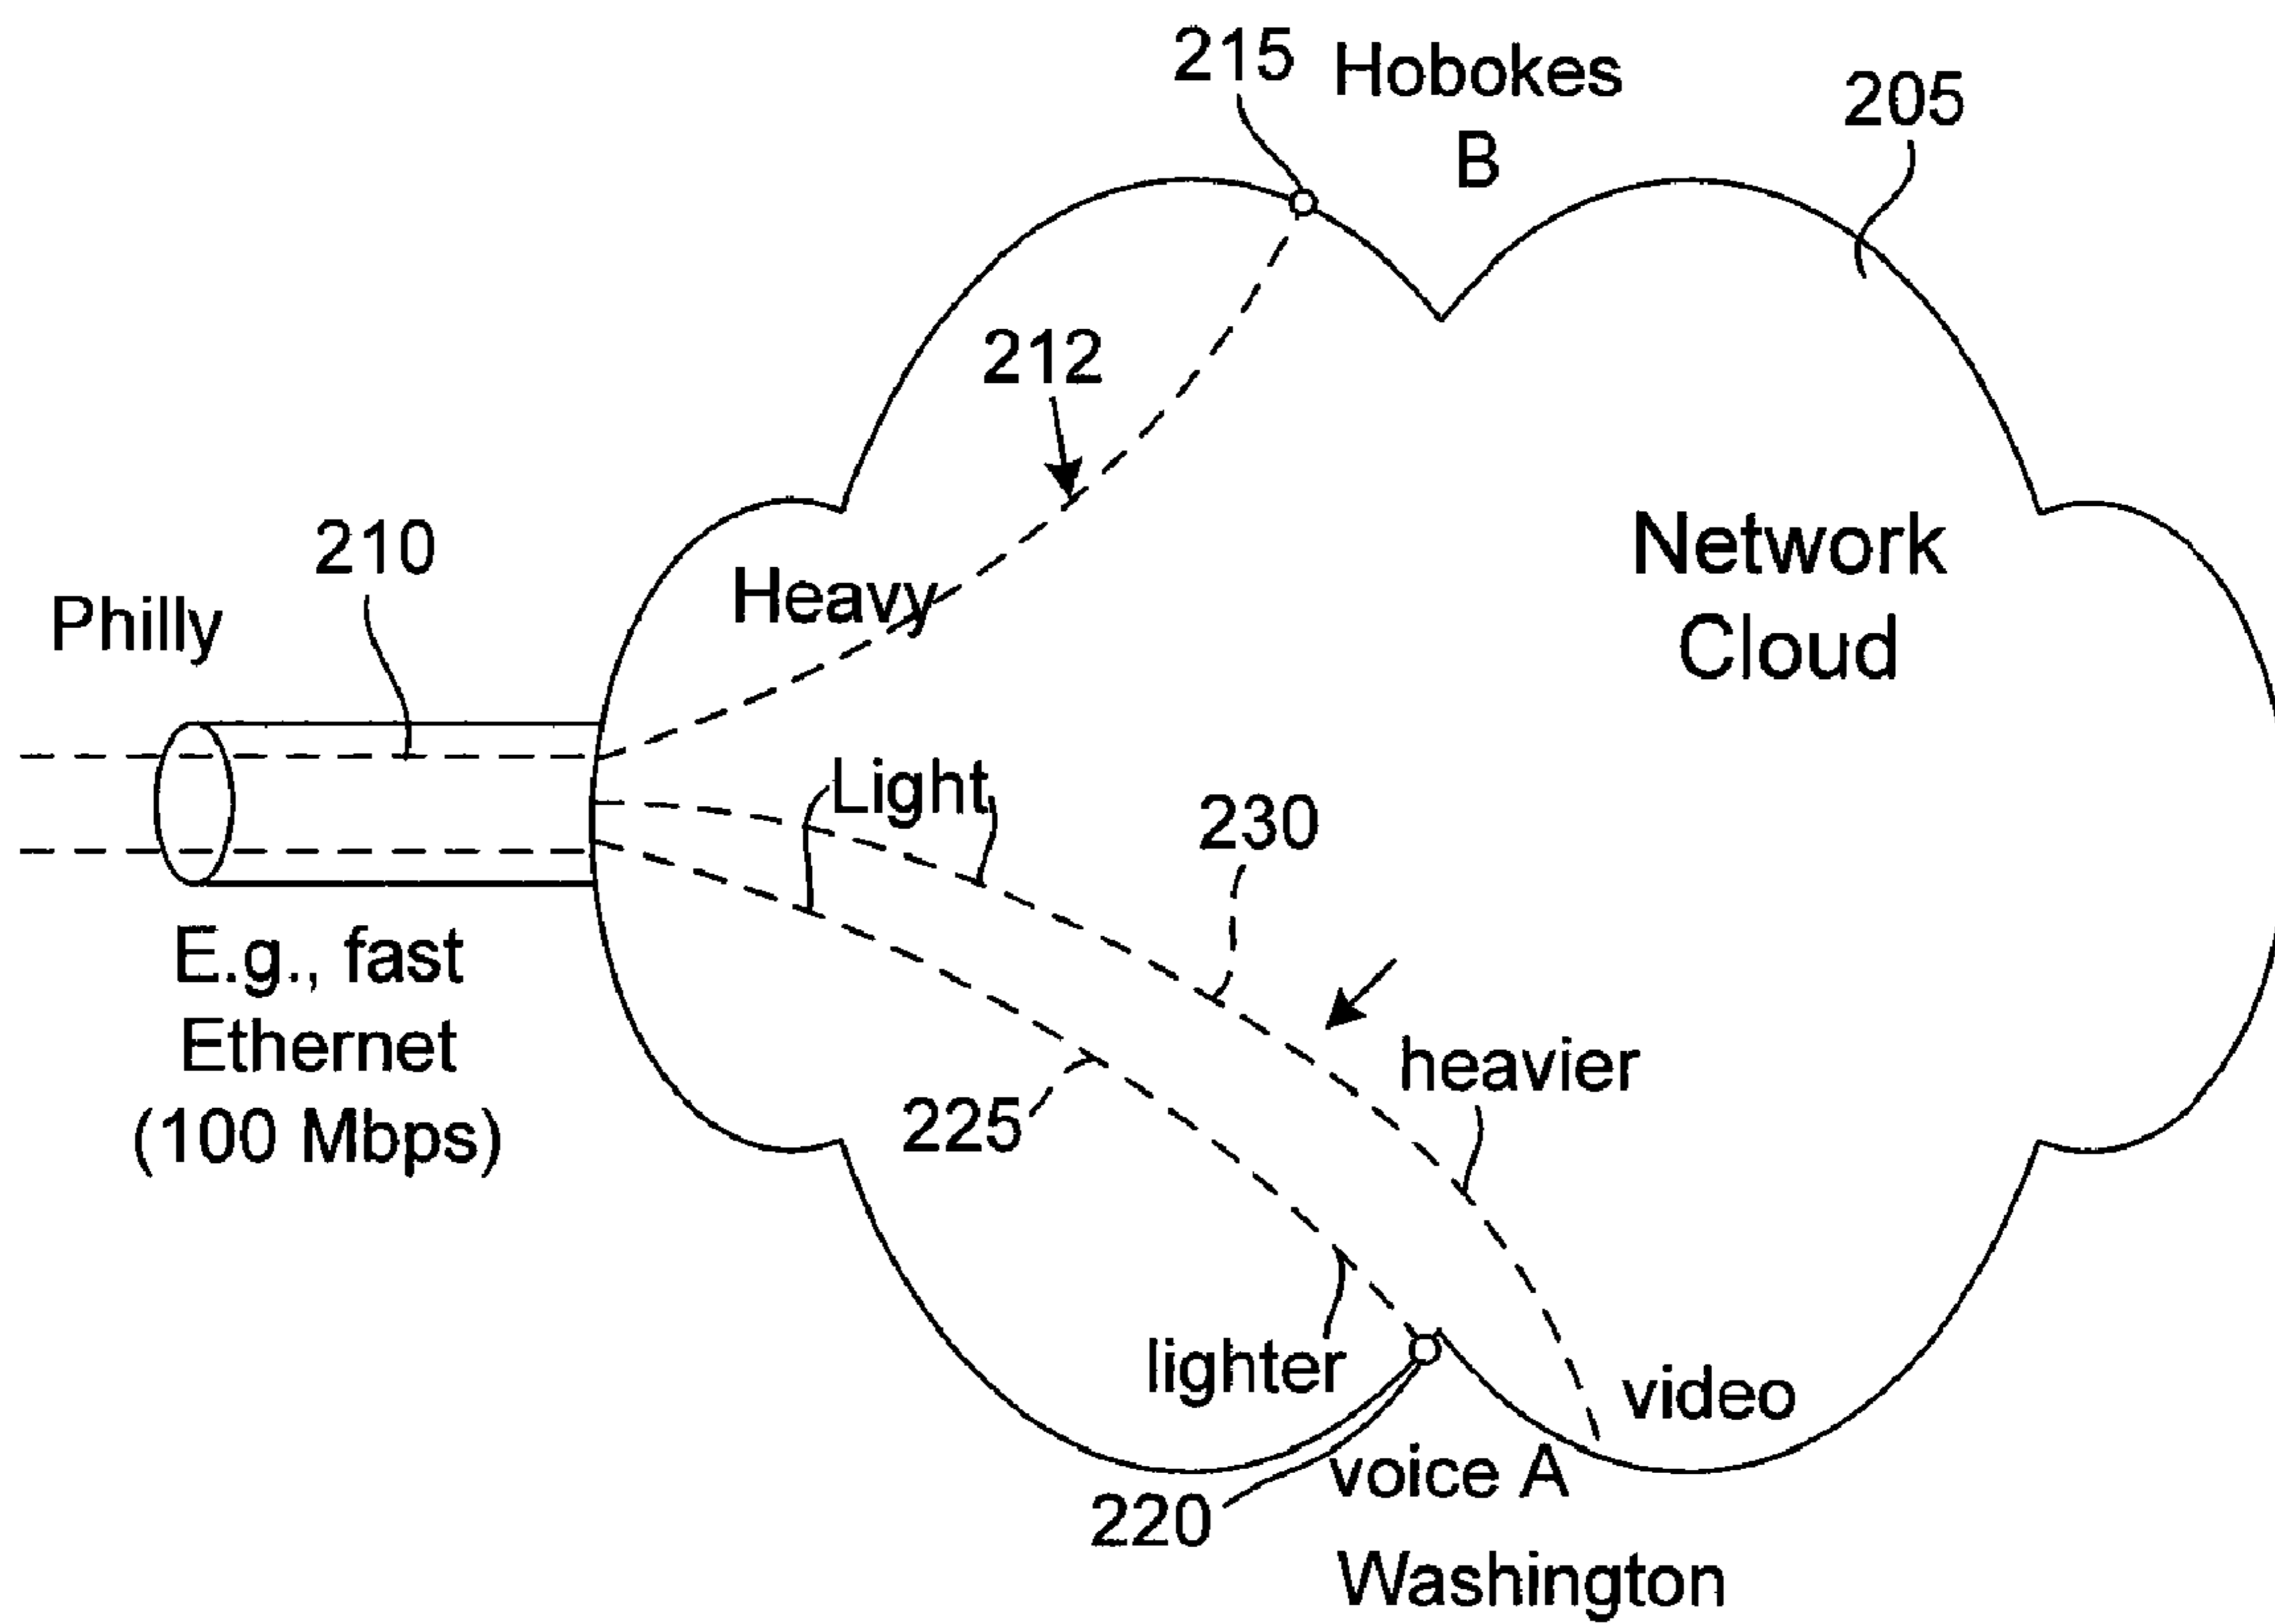 215 Hobokes
B
205
212
210
Heavy
Philly
Network
Cloud
Light
230
E.g., fast
Ethernet
(100 Mbps)
225
heavier
lighter
video
voice A
220
Washington